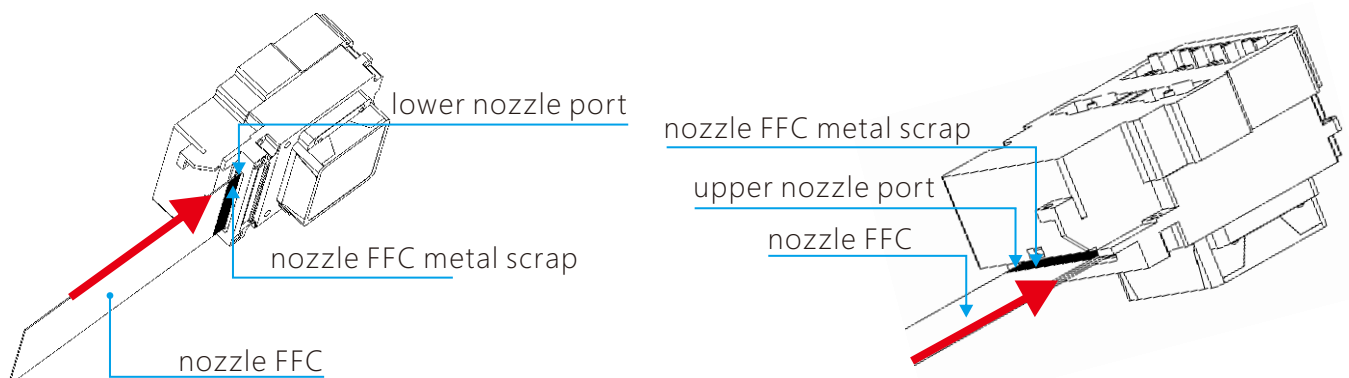 lower nozzle port
nozzle FFC metal scrap
nozzle FFC
nozzle FFC metal scrap
upper nozzle port
nozzle FFC